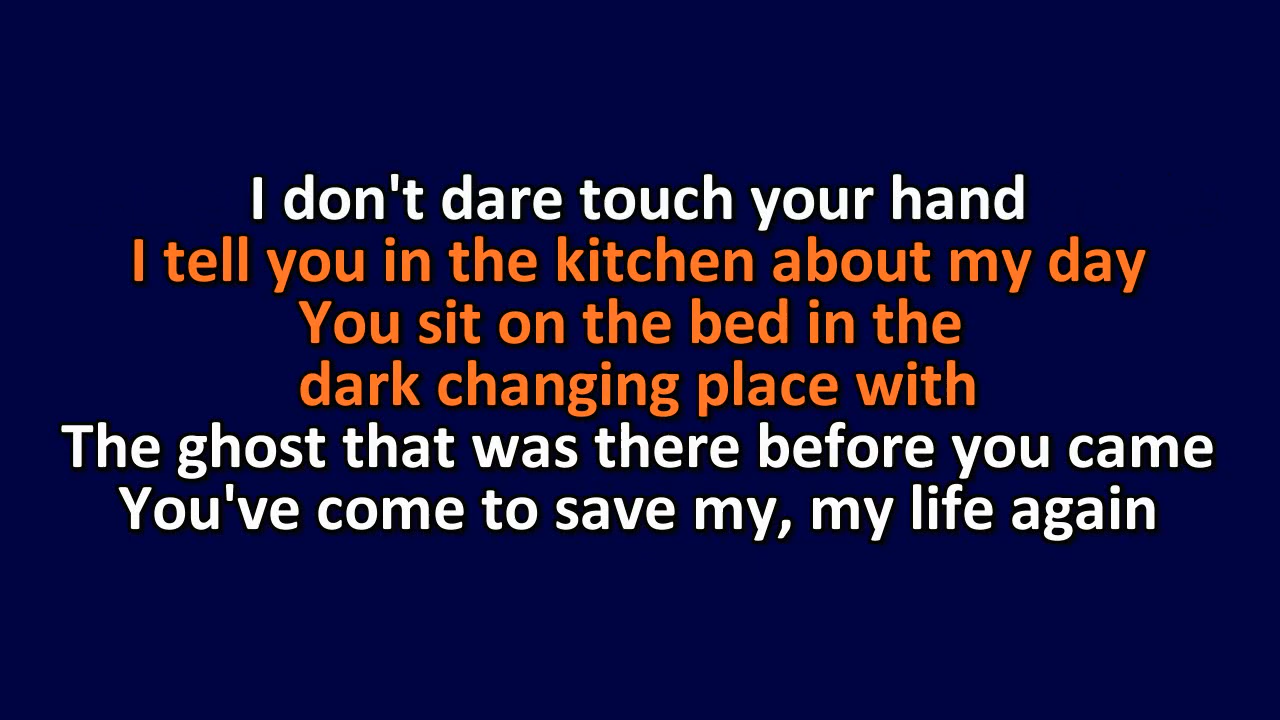 I don't dare touch your hand
I tell you in the kitchen about my day
You sit on the bed in the
dark changing place with
The ghost that was there before you came
You've come to save my, my life again